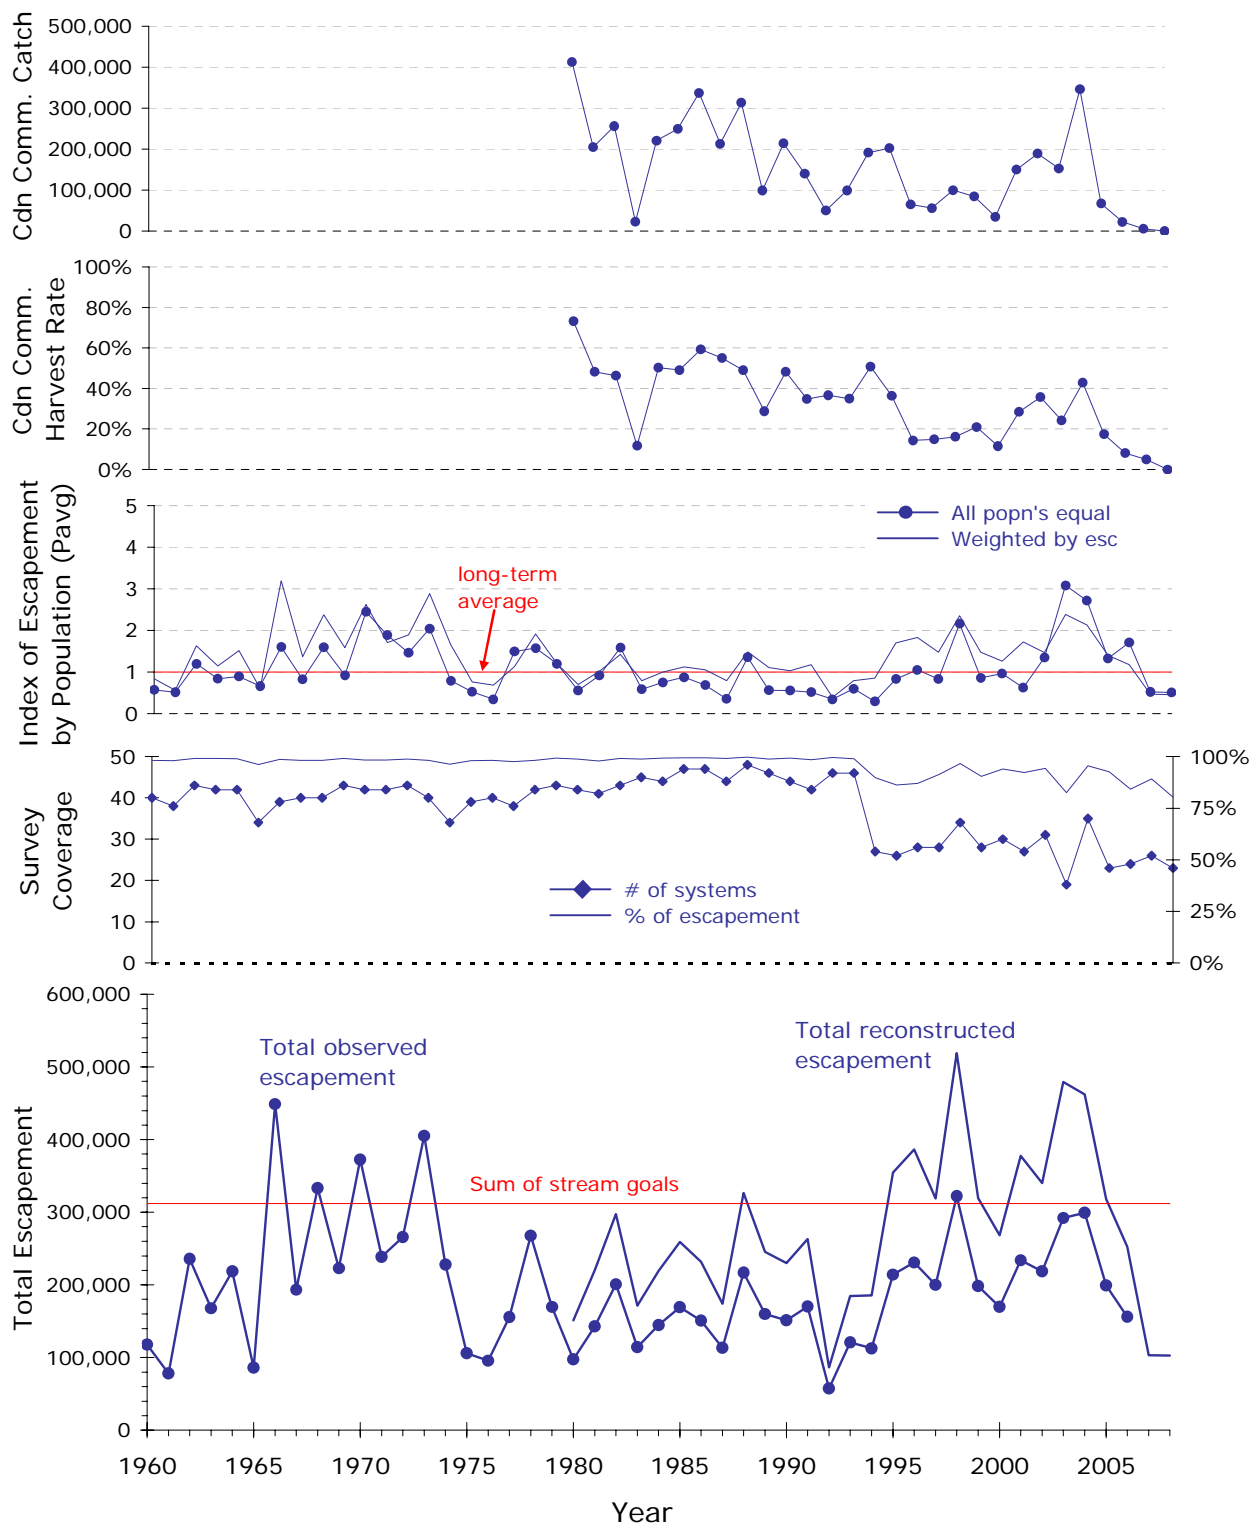 Cdn Comm. Catch
500,000
400,000
300,000
200,000
100,000
0
Cdn Comm.
Harvest Rate
100%
80%
60%
40%
20%
0%
Index of Escapement
by Population (Pavg)
5
4
3
2
1
0
All popn's equal
Weighted by esc
long-term
average
Survey
Coverage
50
40
30
20
10
0
100%
75%
50%
25%
0%
# of systems
% of escapement
Total Escapement
600,000
500,000
400,000
300,000
200,000
100,000
0
Total observed
escapement
Total reconstructed
escapement
Sum of stream goals
1960 1965 1970 1975 1980 1985 1990 1995 2000 2005
Year